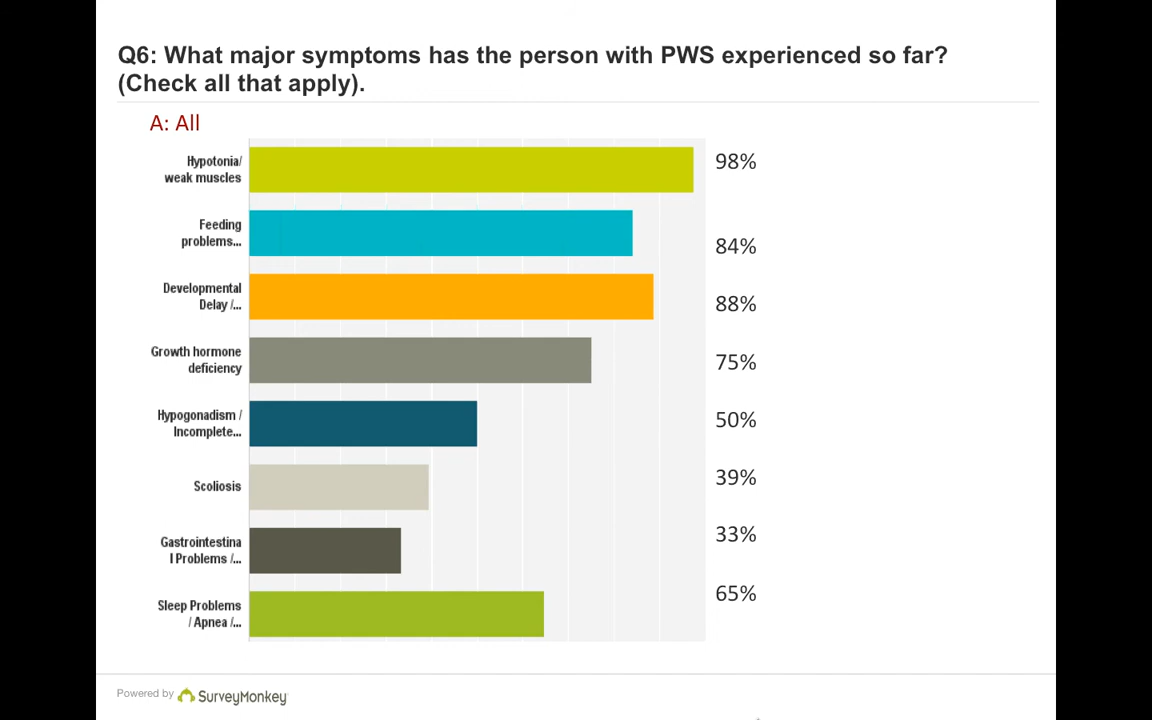 Q6: What major symptoms has the person with PWS experienced so far?
(Check all that apply).
A: All
Hypotonia/
weak muscles
98%
Feeding
problems...
84%
Developmental
Delay /...
88%
Growth hormone
deficiency
75%
Hypogonadism /
Incomplete...
50%
Scoliosis
39%
Gastrointestina
l Problems /...
33%
Sleep Problems
/ Apnea /...
65%
Powered by SurveyMonkey